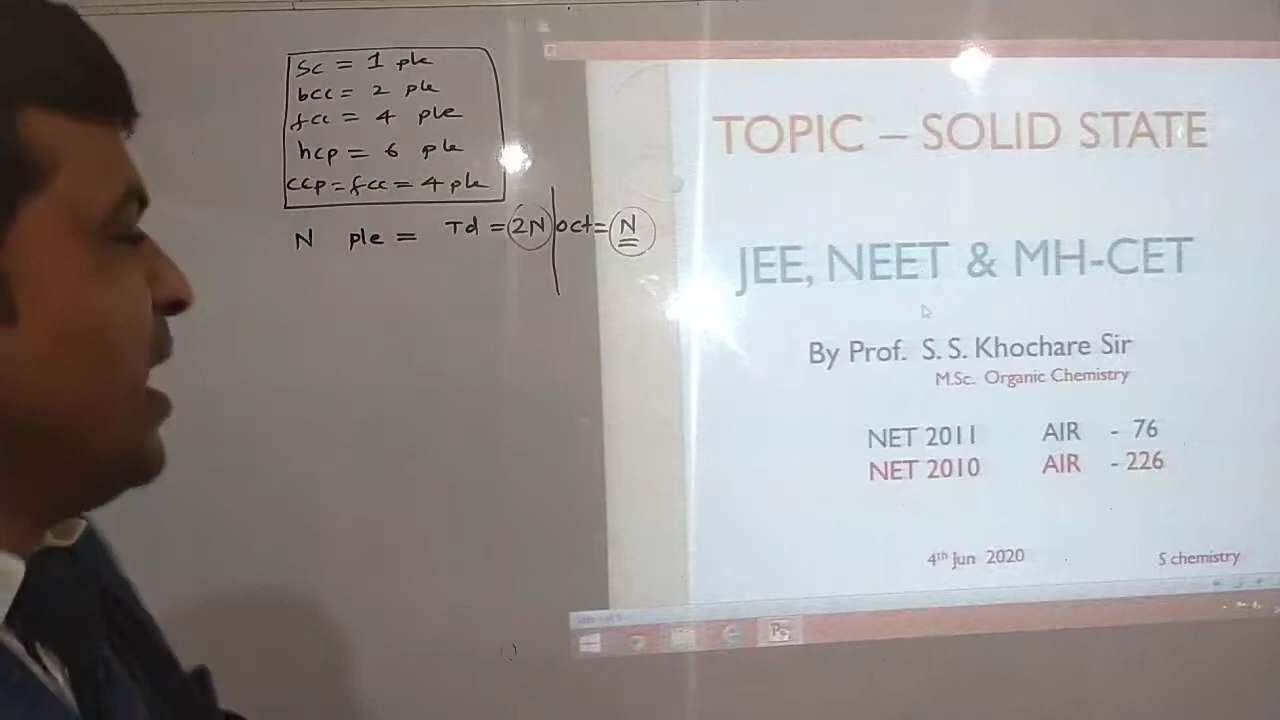 sc = 1 ple
bcc = 2 ple
fcc = 4 ple
hcp = 6 ple
ccp = fcc = 4 ple
N ple = Td = 2N | oct = N
TOPIC – SOLID STATE
JEE, NEET & MH-CET
By Prof. S. S. Khochare Sir
M.Sc. Organic Chemistry
NET 2011 AIR - 76
NET 2010 AIR - 226
4th Jun 2020 S chemistry